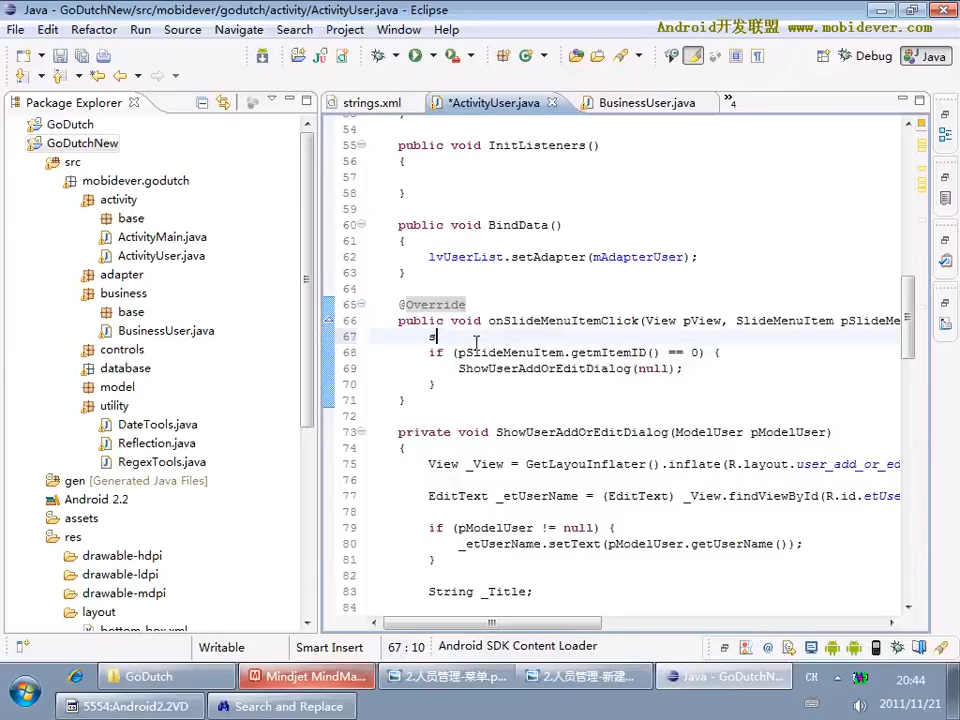 Java - GoDutchNew/src/mobidever/godutch/activity/ActivityUser.java - Eclipse
File Edit Refactor Run Source Navigate Search Project Window Help
Android开发联盟 www.mobidever.com
Debug Java
Package Explorer
strings.xml *ActivityUser.java BusinessUser.java »4
GoDutch
GoDutchNew
src
mobidever.godutch
activity
base
ActivityMain.java
ActivityUser.java
adapter
business
base
BusinessUser.java
controls
database
model
utility
DateTools.java
Reflection.java
RegexTools.java
gen [Generated Java Files]
Android 2.2
assets
res
drawable-hdpi
drawable-ldpi
drawable-mdpi
layout
bottom_box.xml
54
55 public void InitListeners()
56 {
57
58 }
59
60 public void BindData()
61 {
62 lvUserList.setAdapter(mAdapterUser);
63 }
64
65 @Override
66 public void onSlideMenuItemClick(View pView, SlideMenuItem pSlideMe
67 s
68 if (pSlideMenuItem.getmItemID() == 0) {
69 ShowUserAddOrEditDialog(null);
70 }
71 }
72
73 private void ShowUserAddOrEditDialog(ModelUser pModelUser)
74 {
75 View _View = GetLayouInflater().inflate(R.layout.user_add_or_ed
76
77 EditText _etUserName = (EditText) _View.findViewById(R.id.etUse
78
79 if (pModelUser != null) {
80 _etUserName.setText(pModelUser.getUserName());
81 }
82
83 String _Title;
84
Writable Smart Insert 67 : 10 Android SDK Content Loader
GoDutch Mindjet MindMa... 2.人员管理-菜单.p... 2.人员管理-新建... Java - GoDutchN... CH 20:44
5554:Android2.2VD Search and Replace 2011/11/21